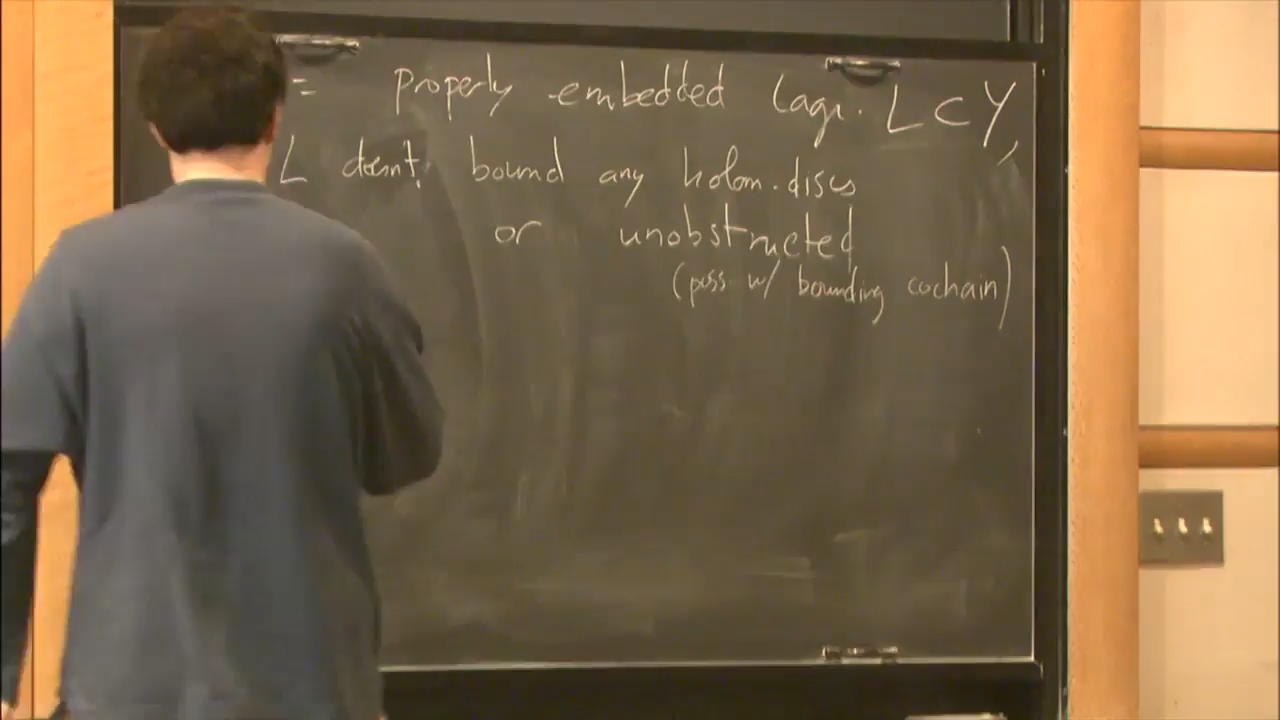 = properly embedded Lagr. L ⊂ Y,
L doesn't bound any holom. discs
or unobstructed
(poss w/ bounding cochain)